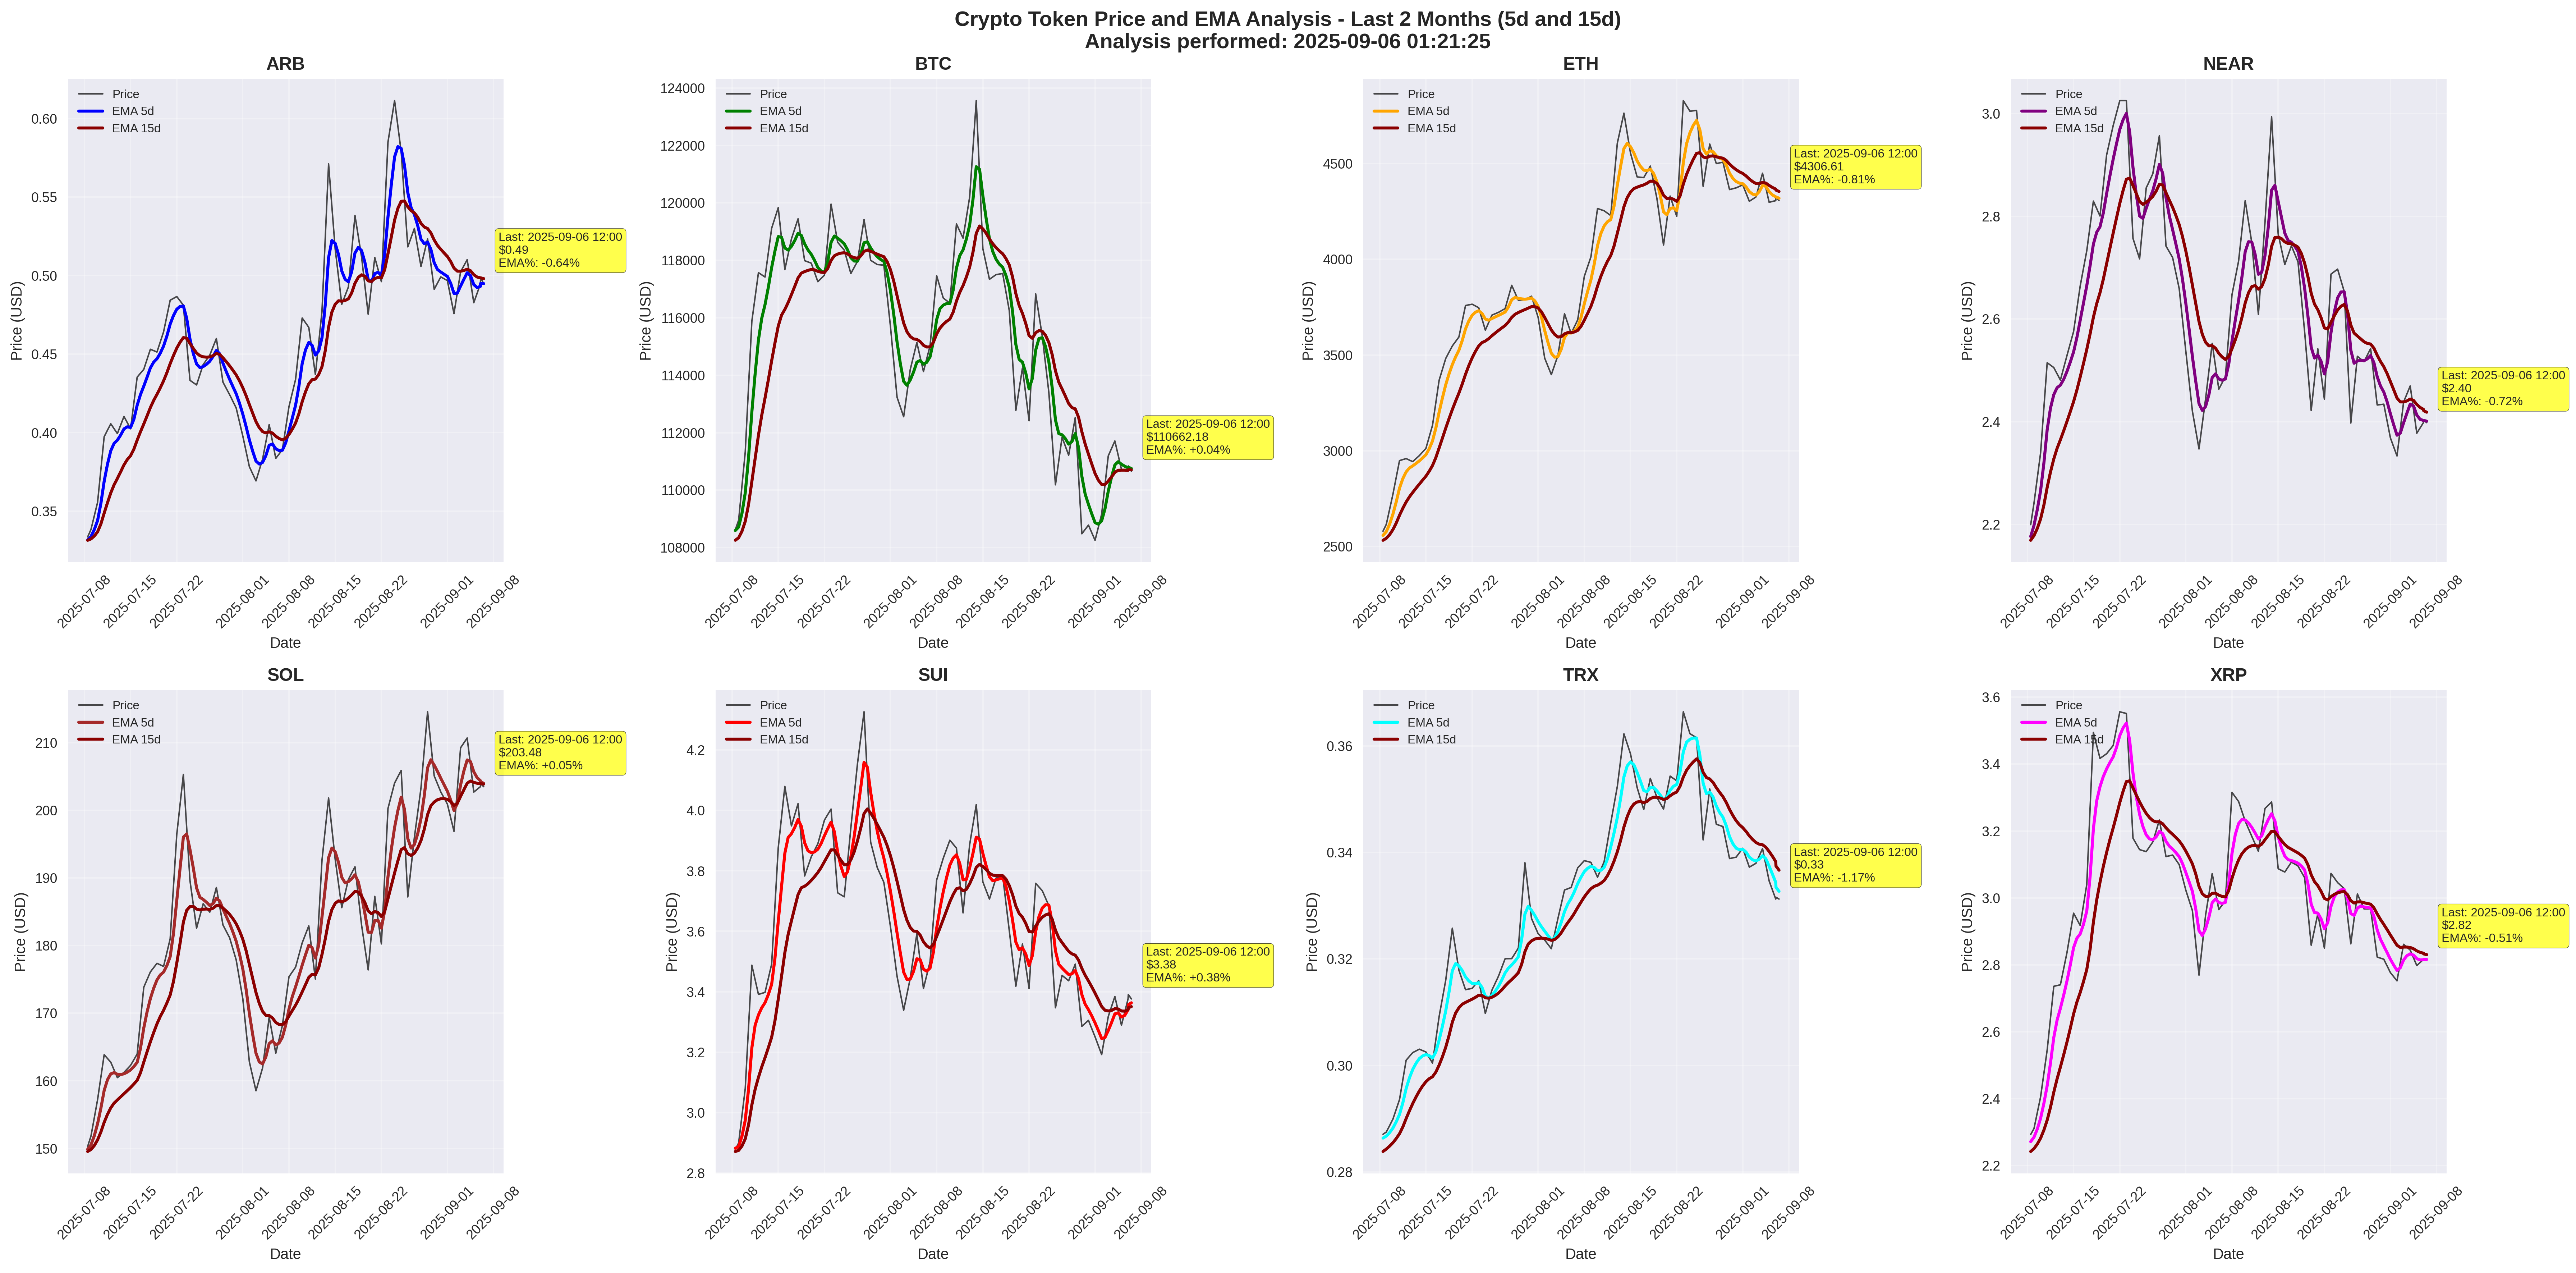 Crypto Token Price and EMA Analysis - Last 2 Months (5d and 15d)
Analysis performed: 2025-09-06 01:21:25
ARB
Price
EMA 5d
EMA 15d
0.60
0.55
0.50
0.45
0.40
0.35
Price (USD)
Last: 2025-09-06 12:00
$0.49
EMA%: -0.64%
2025-07-08
2025-07-15
2025-07-22
2025-08-01
2025-08-08
2025-08-15
2025-08-22
2025-09-01
2025-09-08
Date
BTC
Price
EMA 5d
EMA 15d
124000
122000
120000
118000
116000
114000
112000
110000
108000
Price (USD)
Last: 2025-09-06 12:00
$110662.18
EMA%: +0.04%
2025-07-08
2025-07-15
2025-07-22
2025-08-01
2025-08-08
2025-08-15
2025-08-22
2025-09-01
2025-09-08
Date
ETH
Price
EMA 5d
EMA 15d
4500
4000
3500
3000
2500
Price (USD)
Last: 2025-09-06 12:00
$4306.61
EMA%: -0.81%
2025-07-08
2025-07-15
2025-07-22
2025-08-01
2025-08-08
2025-08-15
2025-08-22
2025-09-01
2025-09-08
Date
NEAR
Price
EMA 5d
EMA 15d
3.0
2.8
2.6
2.4
2.2
Price (USD)
Last: 2025-09-06 12:00
$2.40
EMA%: -0.72%
2025-07-08
2025-07-15
2025-07-22
2025-08-01
2025-08-08
2025-08-15
2025-08-22
2025-09-01
2025-09-08
Date
SOL
Price
EMA 5d
EMA 15d
210
200
190
180
170
160
150
Price (USD)
Last: 2025-09-06 12:00
$203.48
EMA%: +0.05%
2025-07-08
2025-07-15
2025-07-22
2025-08-01
2025-08-08
2025-08-15
2025-08-22
2025-09-01
2025-09-08
Date
SUI
Price
EMA 5d
EMA 15d
4.2
4.0
3.8
3.6
3.4
3.2
3.0
2.8
Price (USD)
Last: 2025-09-06 12:00
$3.38
EMA%: +0.38%
2025-07-08
2025-07-15
2025-07-22
2025-08-01
2025-08-08
2025-08-15
2025-08-22
2025-09-01
2025-09-08
Date
TRX
Price
EMA 5d
EMA 15d
0.36
0.34
0.32
0.30
0.28
Price (USD)
Last: 2025-09-06 12:00
$0.33
EMA%: -1.17%
2025-07-08
2025-07-15
2025-07-22
2025-08-01
2025-08-08
2025-08-15
2025-08-22
2025-09-01
2025-09-08
Date
XRP
Price
EMA 5d
EMA 15d
3.6
3.4
3.2
3.0
2.8
2.6
2.4
2.2
Price (USD)
Last: 2025-09-06 12:00
$2.82
EMA%: -0.51%
2025-07-08
2025-07-15
2025-07-22
2025-08-01
2025-08-08
2025-08-15
2025-08-22
2025-09-01
2025-09-08
Date